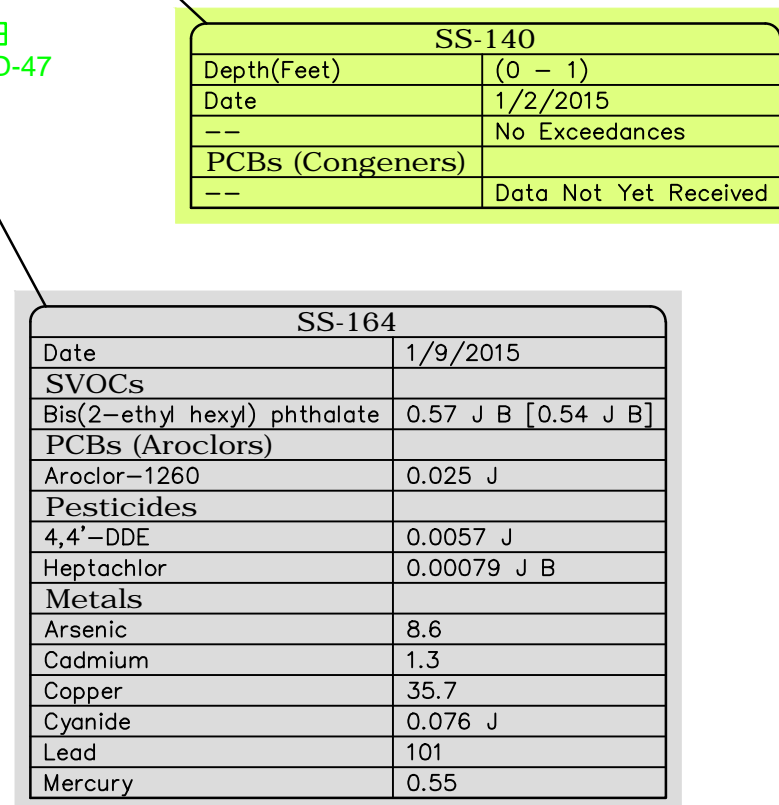 D-47
SS-140
Depth(Feet) (0 – 1)
Date 1/2/2015
–– No Exceedances
PCBs (Congeners)
–– Data Not Yet Received
SS-164
Date 1/9/2015
SVOCs
Bis(2–ethyl hexyl) phthalate 0.57 J B [0.54 J B]
PCBs (Aroclors)
Aroclor–1260 0.025 J
Pesticides
4,4'–DDE 0.0057 J
Heptachlor 0.00079 J B
Metals
Arsenic 8.6
Cadmium 1.3
Copper 35.7
Cyanide 0.076 J
Lead 101
Mercury 0.55